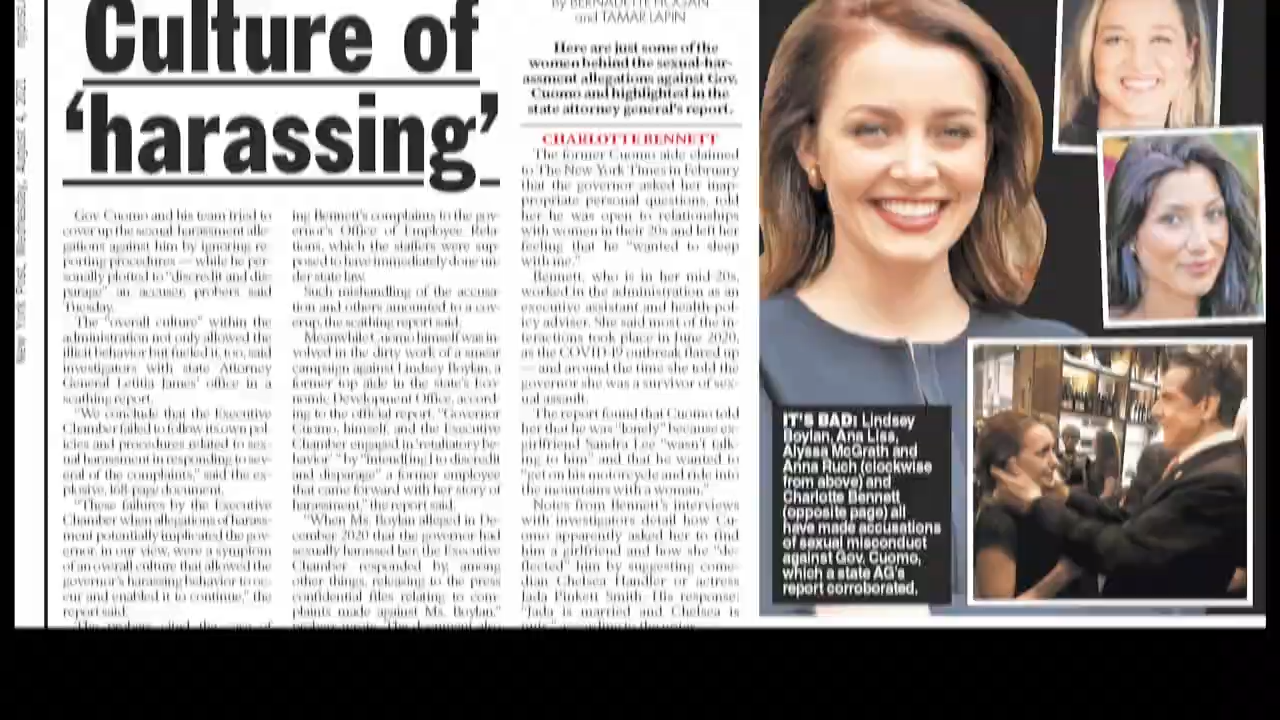 Culture of
'harassing'
Gov. Cuomo and his team tried to
cover up the sexual harassment alle-
gations against him by ignoring re-
porting procedures — while he per-
sonally plotted to "discredit and dis-
parage" an accuser, probers said
Tuesday.
The "overall culture" within the
administration not only allowed the
illicit behavior but fueled it, too, said
investigators with state Attorney
General Letitia James' office in a
scathing report.
"We conclude that the Executive
Chamber failed to follow its own pol-
icies and procedures related to sex-
ual harassment in responding to sev-
eral of the complaints," said the ex-
plosive, 165-page document.
"These failures by the Executive
Chamber when allegations of harass-
ment potentially implicated the gov-
ernor, in our view, were a symptom
of an overall culture that allowed the
governor's harassing behavior to oc-
cur and enabled it to continue," the
report said.
ing Bennett's complaints to the gov-
ernor's Office of Employee Rela-
tions, which the staffers were sup-
posed to have immediately done un-
der state law.
Such mishandling of the accusa-
tion and others amounted to a cov-
erup, the scathing report said.
Meanwhile Cuomo himself was in-
volved in the dirty work of a smear
campaign against Lindsey Boylan, a
former top aide in the state's Eco-
nomic Development Office, accord-
ing to the official report. "Governor
Cuomo, himself, and the Executive
Chamber engaged in 'retaliatory be-
havior' " by "intend[ing] to discredit
and disparage" a former employee
that came forward with her story of
harassment," the report said.
"When Ms. Boylan alleged in De-
cember 2020 that the governor had
sexually harassed her, the Executive
Chamber responded by, among
other things, releasing to the press
confidential files relating to com-
plaints made against Ms. Boylan,"
By BERNADETTE HOGAN
and TAMAR LAPIN
Here are just some of the
women behind the sexual-har-
assment allegations against Gov.
Cuomo and highlighted in the
state attorney general's report.
CHARLOTTE BENNETT
The former Cuomo aide claimed
to The New York Times in February
that the governor asked her inap-
propriate personal questions, told
her he was open to relationships
with women in their 20s and left her
feeling that he "wanted to sleep
with me."
Bennett, who is in her mid-20s,
worked in the administration as an
executive assistant and health pol-
icy adviser. She said most of the in-
teractions took place in June 2020,
as the COVID-19 outbreak flared up
— and around the time she told the
governor she was a survivor of sex-
ual assault.
The report found that Cuomo told
her that he was "lonely" because ex-
girlfriend Sandra Lee "wasn't talk-
ing to him" and that he wanted to
"get on his motorcycle and ride into
the mountains with a woman."
Notes from Bennett's interviews
with investigators detail how Cu-
omo apparently asked her to find
him a girlfriend and how she "de-
flected" him by suggesting come-
dian Chelsea Handler or actress
Jada Pinkett Smith. His response:
"Jada is married and Chelsea is
IT'S BAD: Lindsey
Boylan, Ana Liss,
Alyssa McGrath and
Anna Ruch (clockwise
from above) and
Charlotte Bennett
(opposite page) all
have made accusations
of sexual misconduct
against Gov. Cuomo,
which a state AG's
report corroborated.
New York Post, Wednesday, August 4, 2021